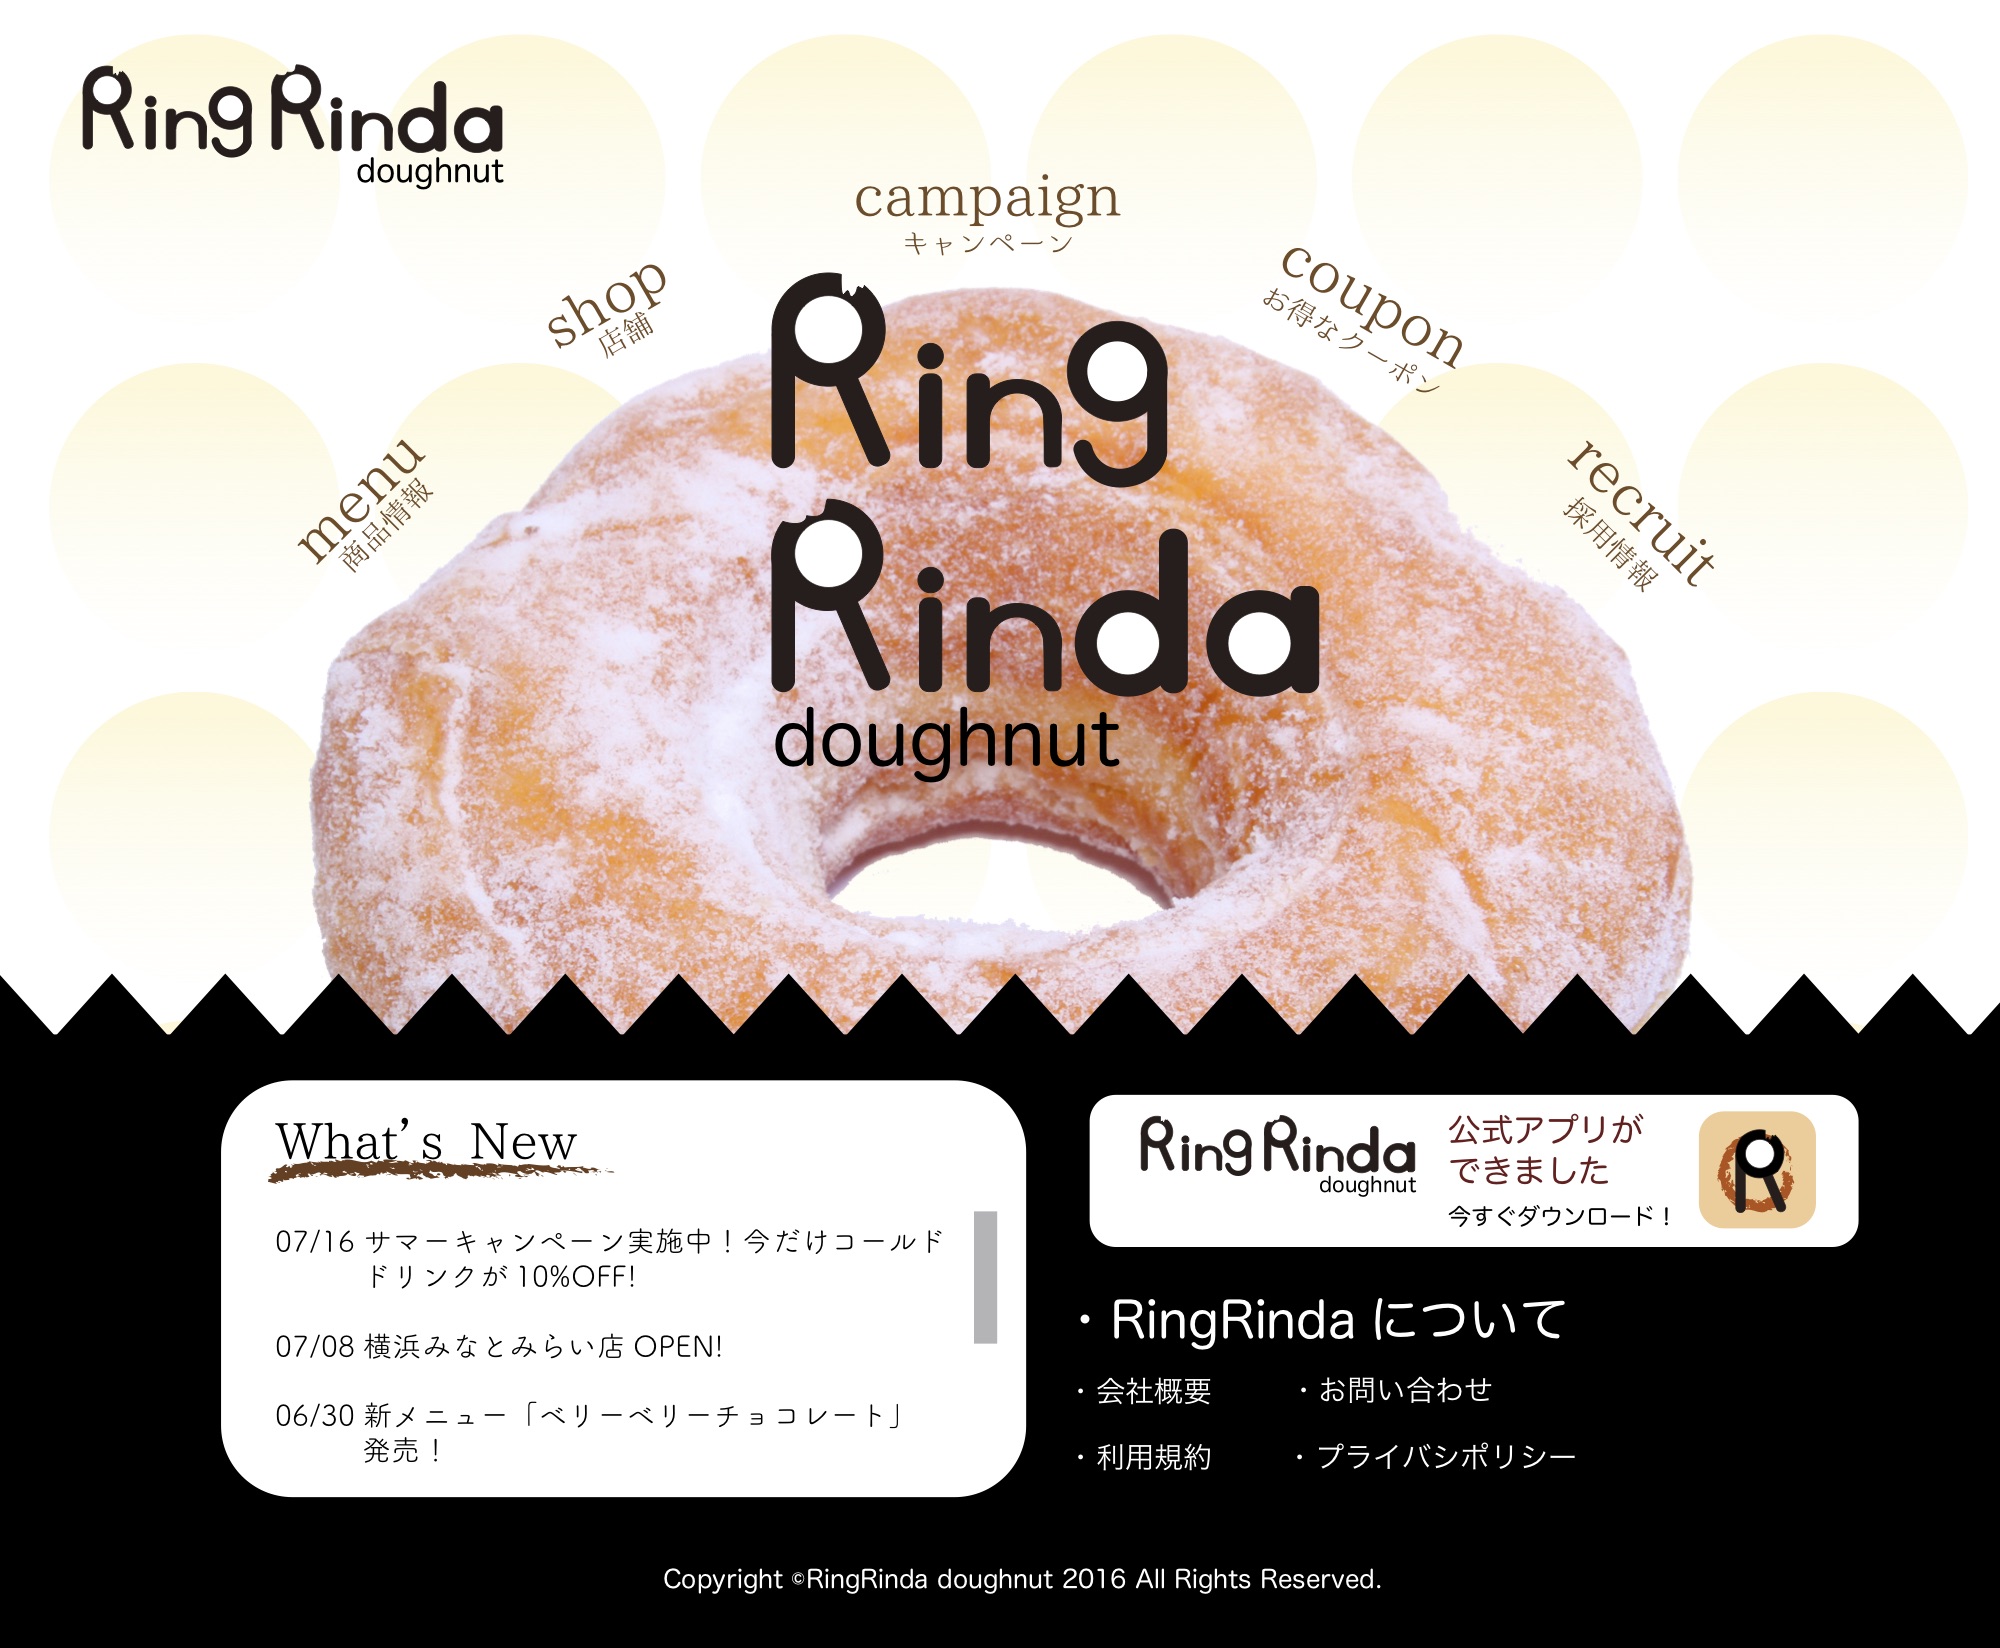 Ring Rinda
doughnut
campaign
キャンペーン
shop
店舗
coupon
お得なクーポン
menu
商品情報
recruit
採用情報
Ring
Rinda
doughnut
What's New
07/16 サマーキャンペーン実施中！今だけコールド
ドリンクが 10%OFF!
07/08 横浜みなとみらい店 OPEN!
06/30 新メニュー「ベリーベリーチョコレート」
発売！
Ring Rinda
doughnut
公式アプリが
できました
今すぐダウンロード！
R
・RingRinda について
・会社概要 ・お問い合わせ
・利用規約 ・プライバシポリシー
Copyright ©RingRinda doughnut 2016 All Rights Reserved.